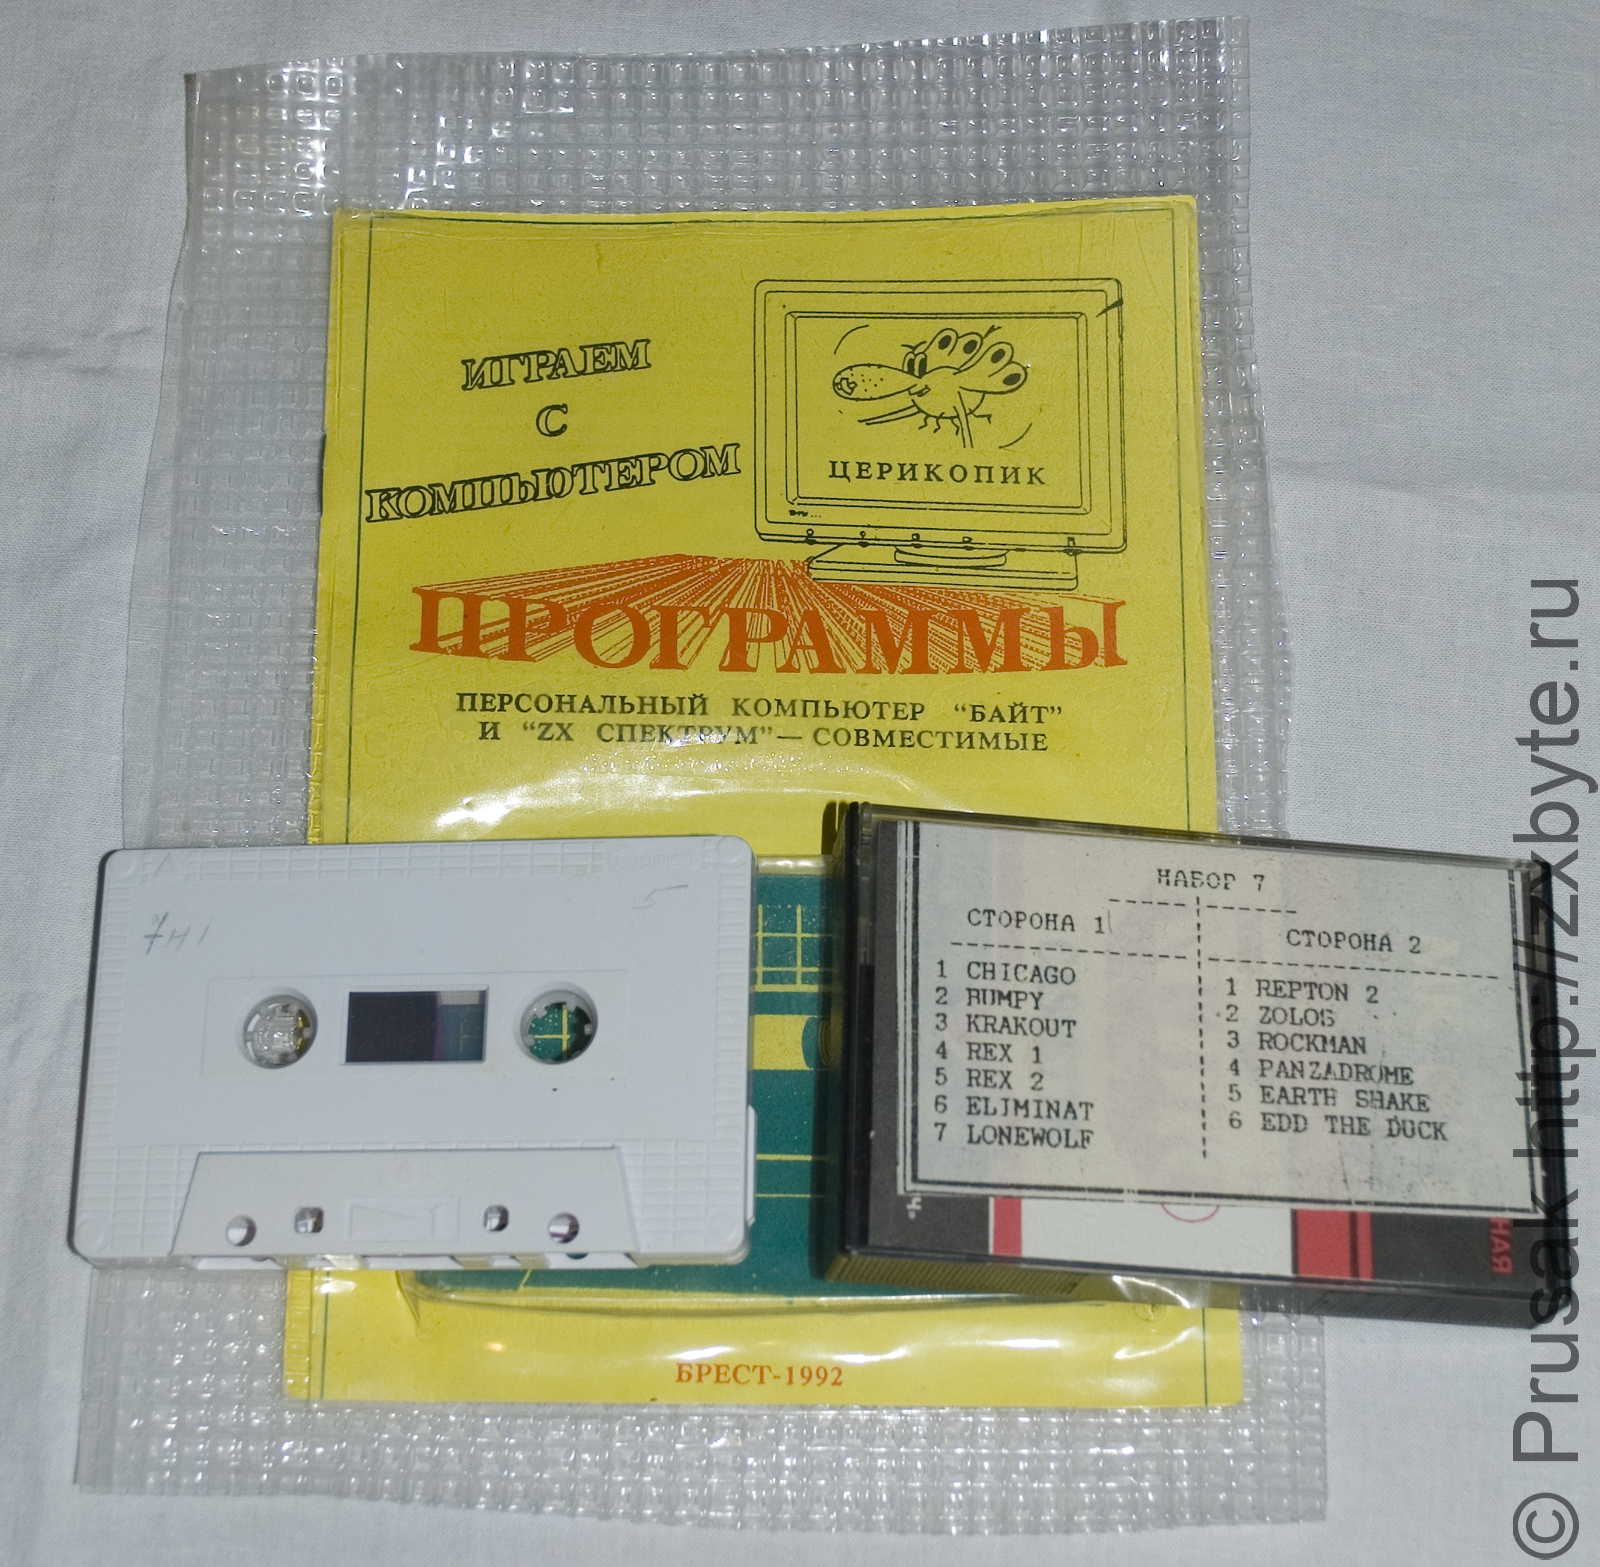 ИГРАЕМ
С
КОМПЬЮТЕРОМ
ЦЕРИКОПИК
ПРОГРАММЫ
ПЕРСОНАЛЬНЫЙ КОМПЬЮТЕР “БАЙТ”
И “ZX СПЕКТРУМ”— СОВМЕСТИМЫЕ
7Н1
5
НАБОР 7
СТОРОНА 1
1 CHICAGO
2 BUMPY
3 KRAKOUT
4 REX 1
5 REX 2
6 ELIMINAT
7 LONEWOLF
СТОРОНА 2
1 REPTON 2
2 ZOLOS
3 ROCKMAN
4 PANZADROME
5 EARTH SHAKE
6 EDD THE DUCK
БРЕСТ-1992
© Prusak http://zxbyte.ru